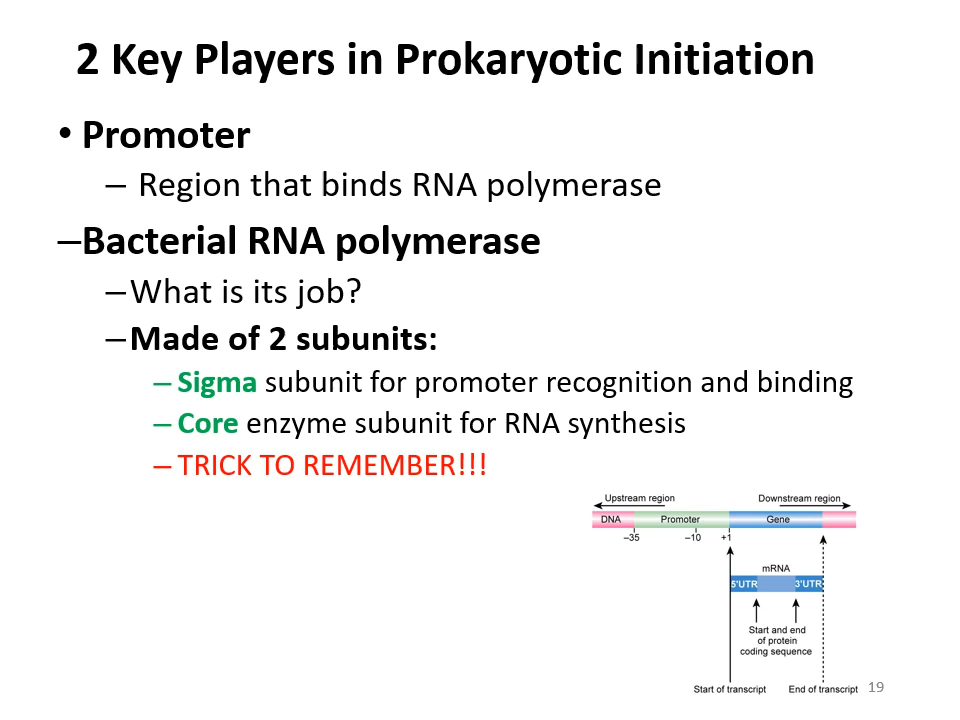 2 Key Players in Prokaryotic Initiation
• Promoter
– Region that binds RNA polymerase
–Bacterial RNA polymerase
–What is its job?
–Made of 2 subunits:
– Sigma subunit for promoter recognition and binding
– Core enzyme subunit for RNA synthesis
– TRICK TO REMEMBER!!!
Upstream region Downstream region
DNA Promoter Gene
–35 –10 +1
mRNA
5'UTR 3'UTR
Start and end
of protein
coding sequence
Start of transcript End of transcript
19